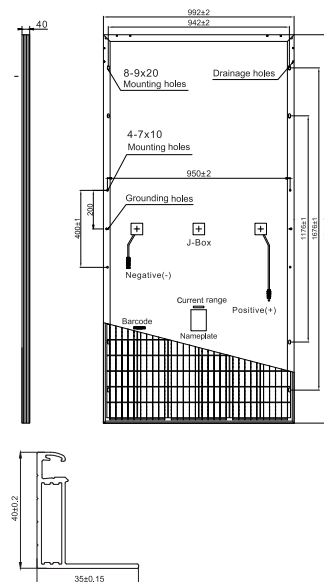 992±2
942±2
40
8-9x20
Mounting holes
Drainage holes
4-7x10
Mounting holes
950±2
400±1
200
Grounding holes
1176±1
1676±1
J-Box
Negative(-)
Positive(+)
Current range
Barcode
Nameplate
40±0.2
35±0.15